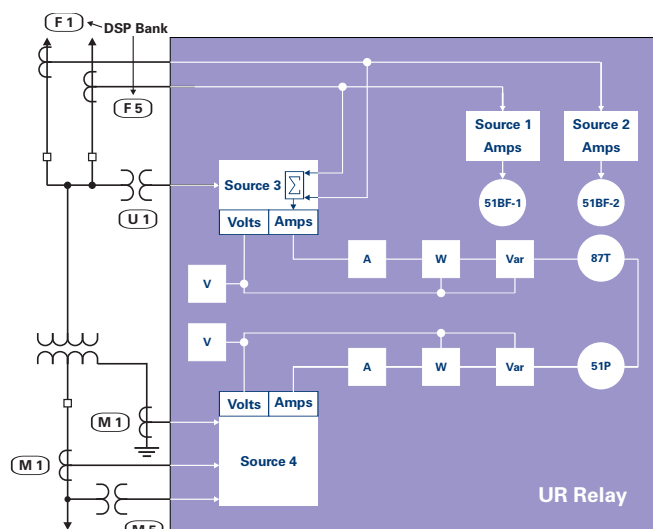 F 1
DSP Bank
F 5
Source 1
Amps
Source 2
Amps
Source 3
Σ
U 1
51BF-1
51BF-2
Volts
Amps
A
W
Var
87T
V
V
A
W
Var
51P
Volts
Amps
M 1
M 1
Source 4
UR Relay
M 5